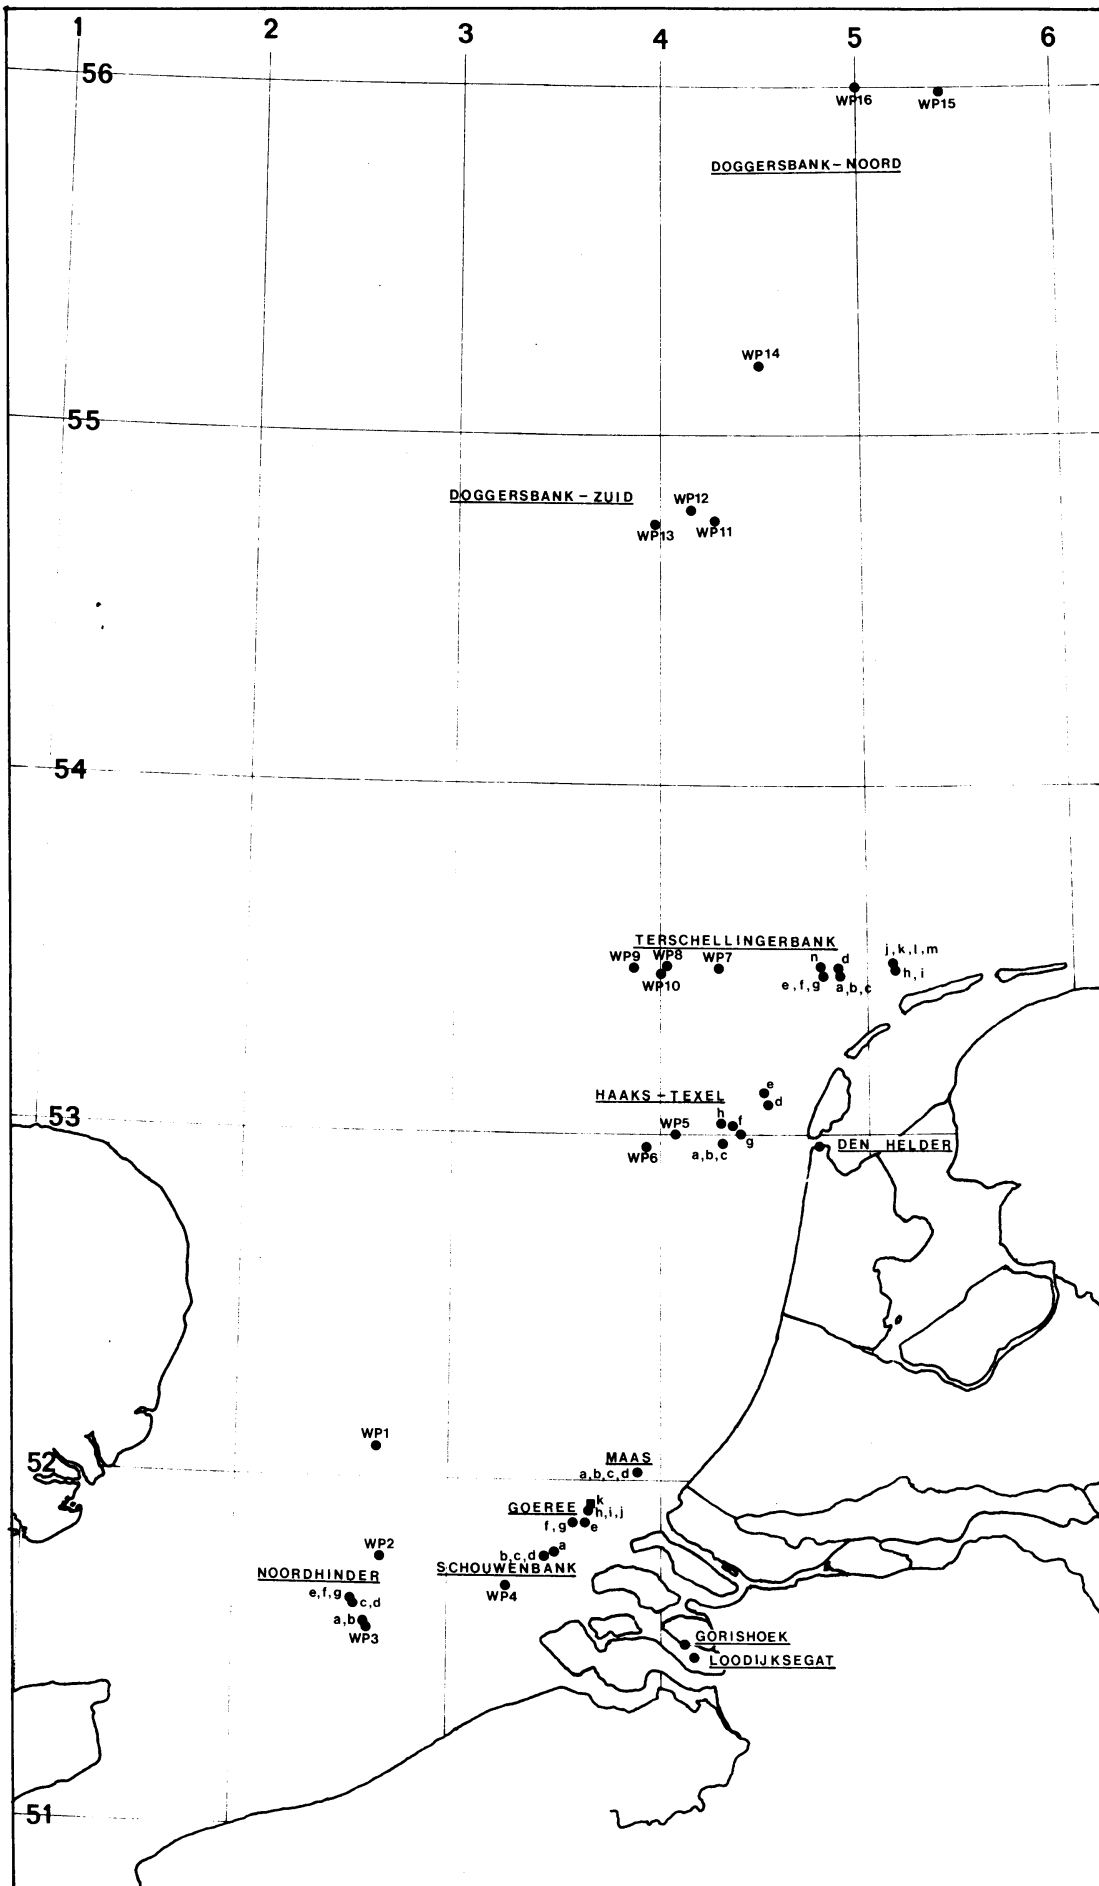 1 2 3 4 5 6
56
WP16 WP15
DOGGERSBANK-NOORD
WP14
55
DOGGERSBANK-ZUID
WP12
WP13 WP11
54
TERSCHELLINGERBANK
j,k,l,m
WP9 WP8 WP7 n d
h,i
WP10 e,f,g a,b,c
e
HAAKS-TEXEL d
53
h f
WP5 g
WP6 a,b,c DEN HELDER
WP1
52
MAAS
a,b,c,d
k
GOEREE h,i,j
f,g e
a
WP2 b,c,d
NOORDHINDER SCHOUWENBANK
e,f,g c,d WP4
a,b
WP3
GORISHOEK
LOODIJKSEGAT
51